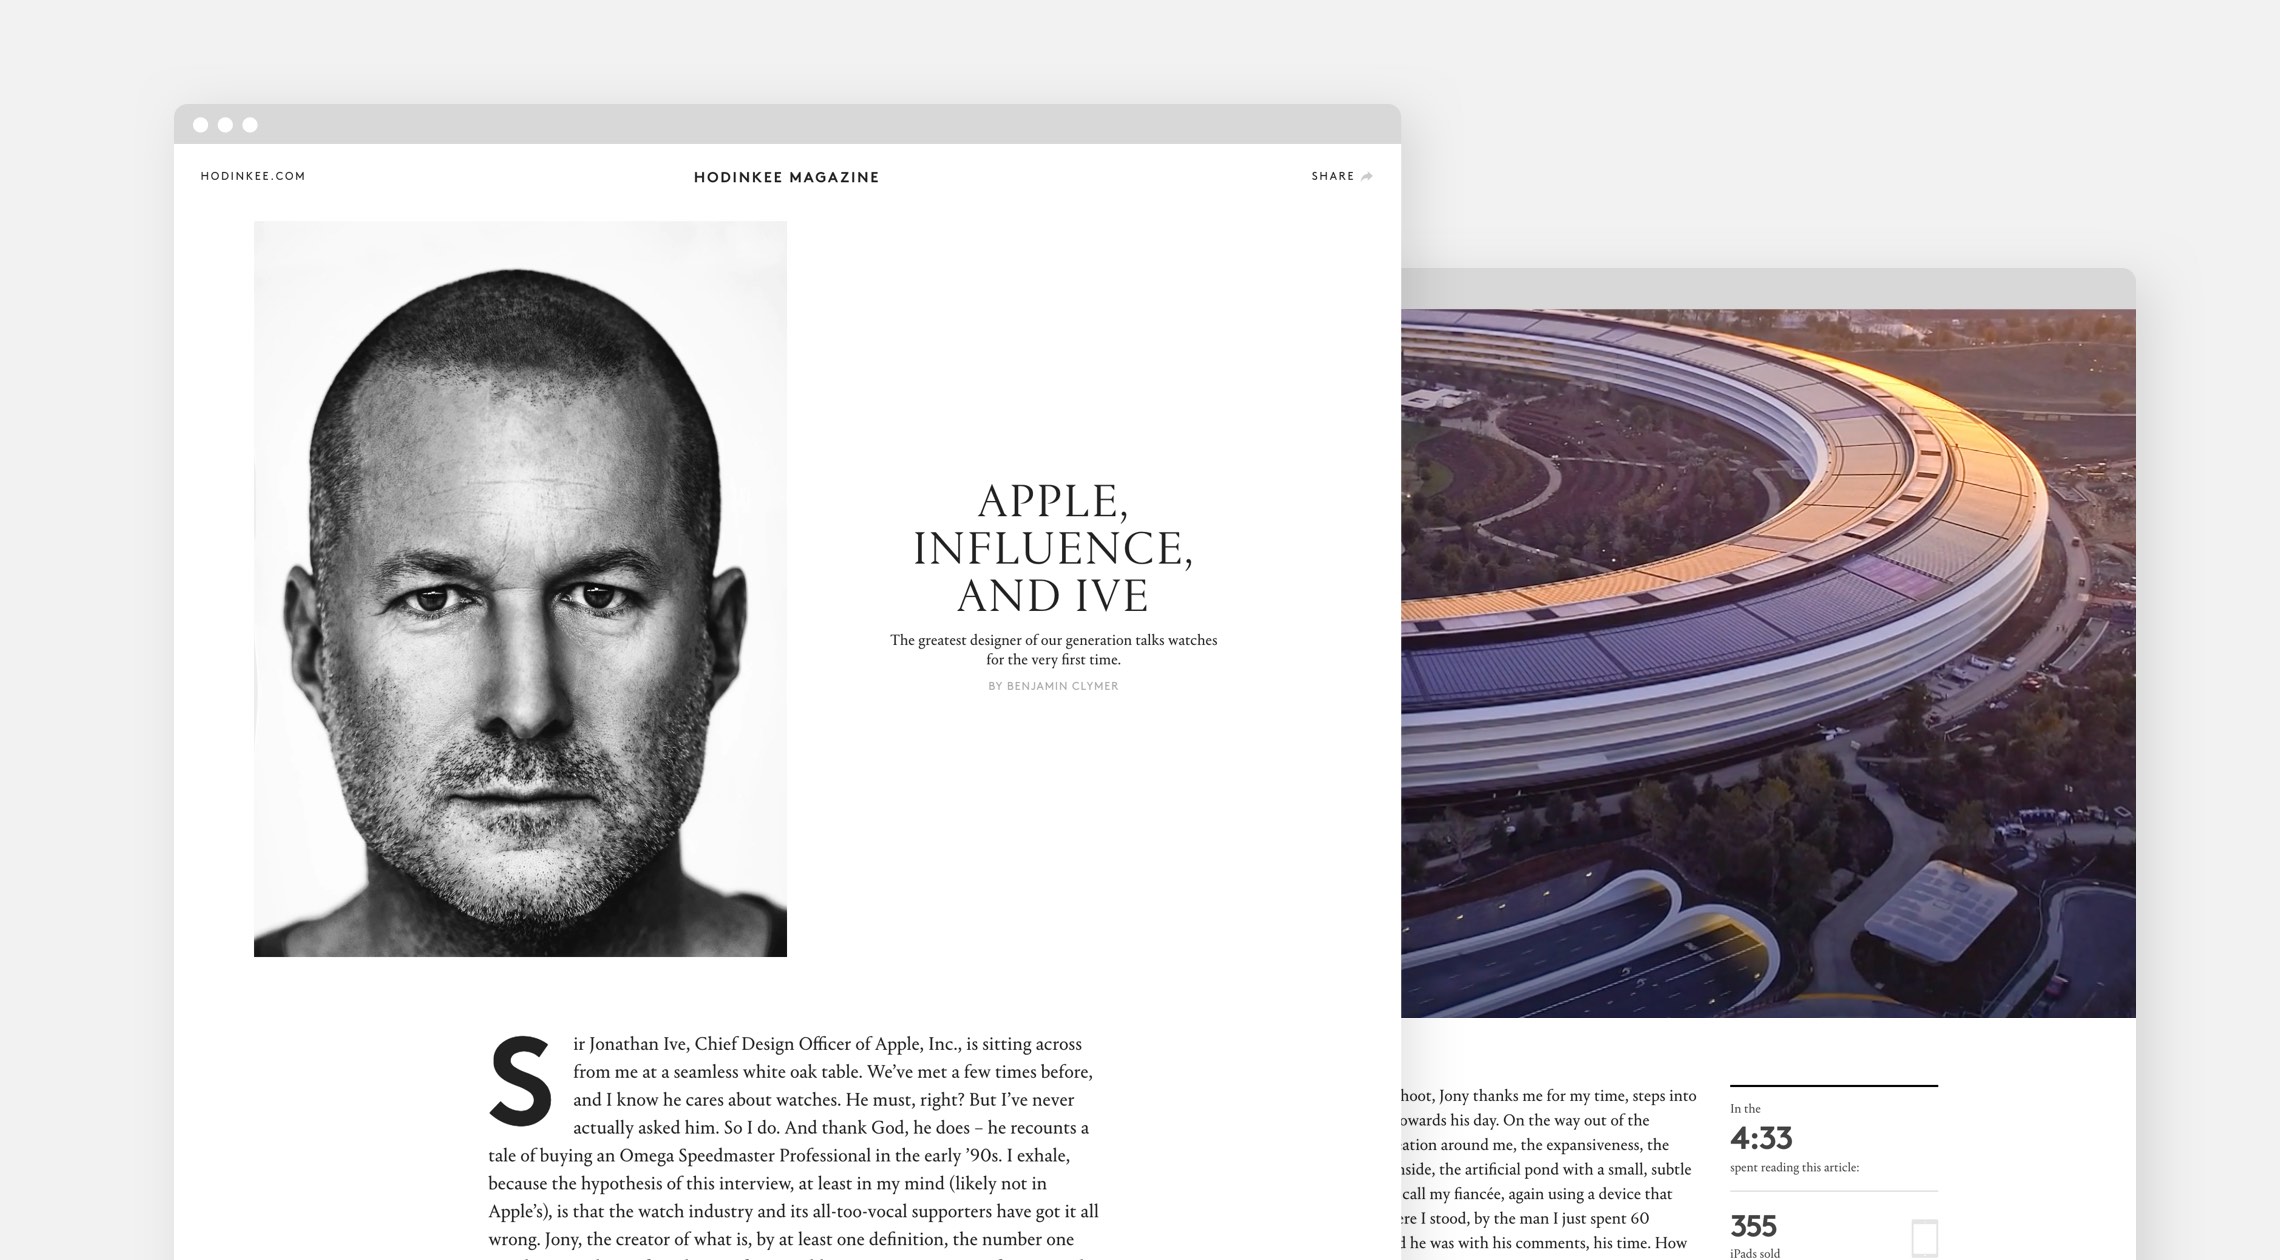 HODINKEE.COM
HODINKEE MAGAZINE
SHARE
APPLE,
INFLUENCE,
AND IVE
The greatest designer of our generation talks watches
for the very first time.
BY BENJAMIN CLYMER
Sir Jonathan Ive, Chief Design Officer of Apple, Inc., is sitting across
from me at a seamless white oak table. We’ve met a few times before,
and I know he cares about watches. He must, right? But I’ve never
actually asked him. So I do. And thank God, he does – he recounts a
tale of buying an Omega Speedmaster Professional in the early ’90s. I exhale,
because the hypothesis of this interview, at least in my mind (likely not in
Apple’s), is that the watch industry and its all-too-vocal supporters have got it all
wrong. Jony, the creator of what is, by at least one definition, the number one
hoot, Jony thanks me for my time, steps into
owards his day. On the way out of the
ation around me, the expansiveness, the
nside, the artificial pond with a small, subtle
call my fiancée, again using a device that
ere I stood, by the man I just spent 60
d he was with his comments, his time. How
In the
4:33
spent reading this article:
355
iPads sold